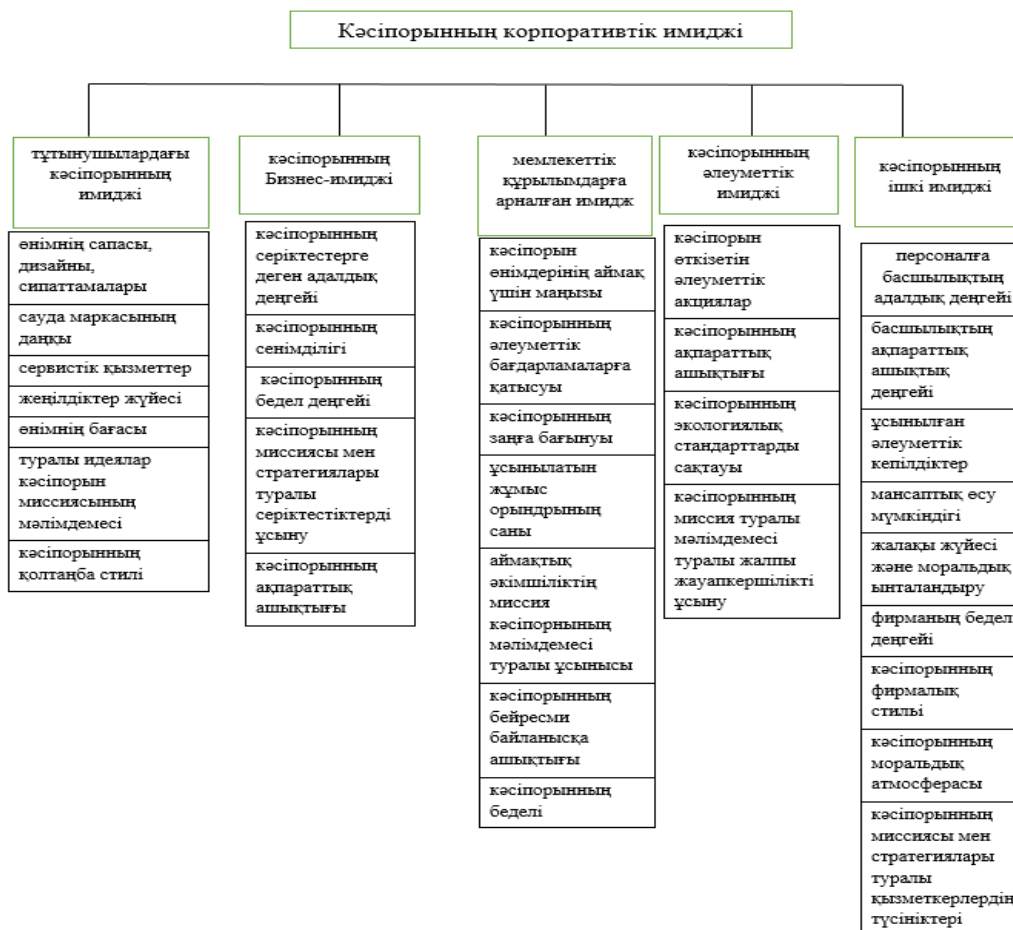 Кәсіпорынның корпоративтік имиджі
тұтынушылардағы
кәсіпорынның
имиджі
өнімнің сапасы,
дизайны,
сипаттамалары
сауда маркасының
даңқы
сервистік қызметтер
жеңілдіктер жүйесі
өнімнің бағасы
туралы идеялар
кәсіпорын
миссиясының
мәлімдемесі
кәсіпорынның
қолтаңба стилі
кәсіпорынның
Бизнес-имиджі
кәсіпорынның
серіктестерге
деген адалдық
деңгейі
кәсіпорынның
сенімділігі
кәсіпорынның
бедел деңгейі
кәсіпорынның
миссиясы мен
стратегиялары
туралы
серіктестіктерді
ұсыну
кәсіпорынның
ақпараттық
ашықтығы
мемлекеттік
құрылымдарға
арналған имидж
кәсіпорын
өнімдерінің аймақ
үшін маңызы
кәсіпорынның
әлеуметтік
бағдарламаларға
қатысуы
кәсіпорынның
заңға бағынуы
ұсынылатын
жұмыс
орындрының
саны
аймақтық
әкімшіліктің
миссия
кәсіпорнының
мәлімдемесі
туралы ұсынысы
кәсіпорынның
бейресми
байланысқа
ашықтығы
кәсіпорынның
беделі
кәсіпорынның
әлеуметтік
имиджі
кәсіпорын
өткізетін
әлеуметтік
акциялар
кәсіпорынның
ақпараттық
ашықтығы
кәсіпорынның
экологиялық
стандарттарды
сақтауы
кәсіпорынның
миссия туралы
мәлімдемесі
туралы жалпы
жауапкершілікті
ұсыну
кәсіпорынның
ішкі имиджі
персоналға
басшылықтың
адалдық деңгейі
басшылықтың
ақпараттық
ашықтық
деңгейі
ұсынылған
әлеуметтік
кепілдіктер
мансаптық өсу
мүмкіндігі
жалақы жүйесі
және моральдық
ынталандыру
фирманың бедел
деңгейі
кәсіпорынның
фирмалық
стильі
кәсіпорынның
моральдық
атмосферасы
кәсіпорынның
миссиясы мен
стратегиялары
туралы
қызметкерлердің
түсініктері